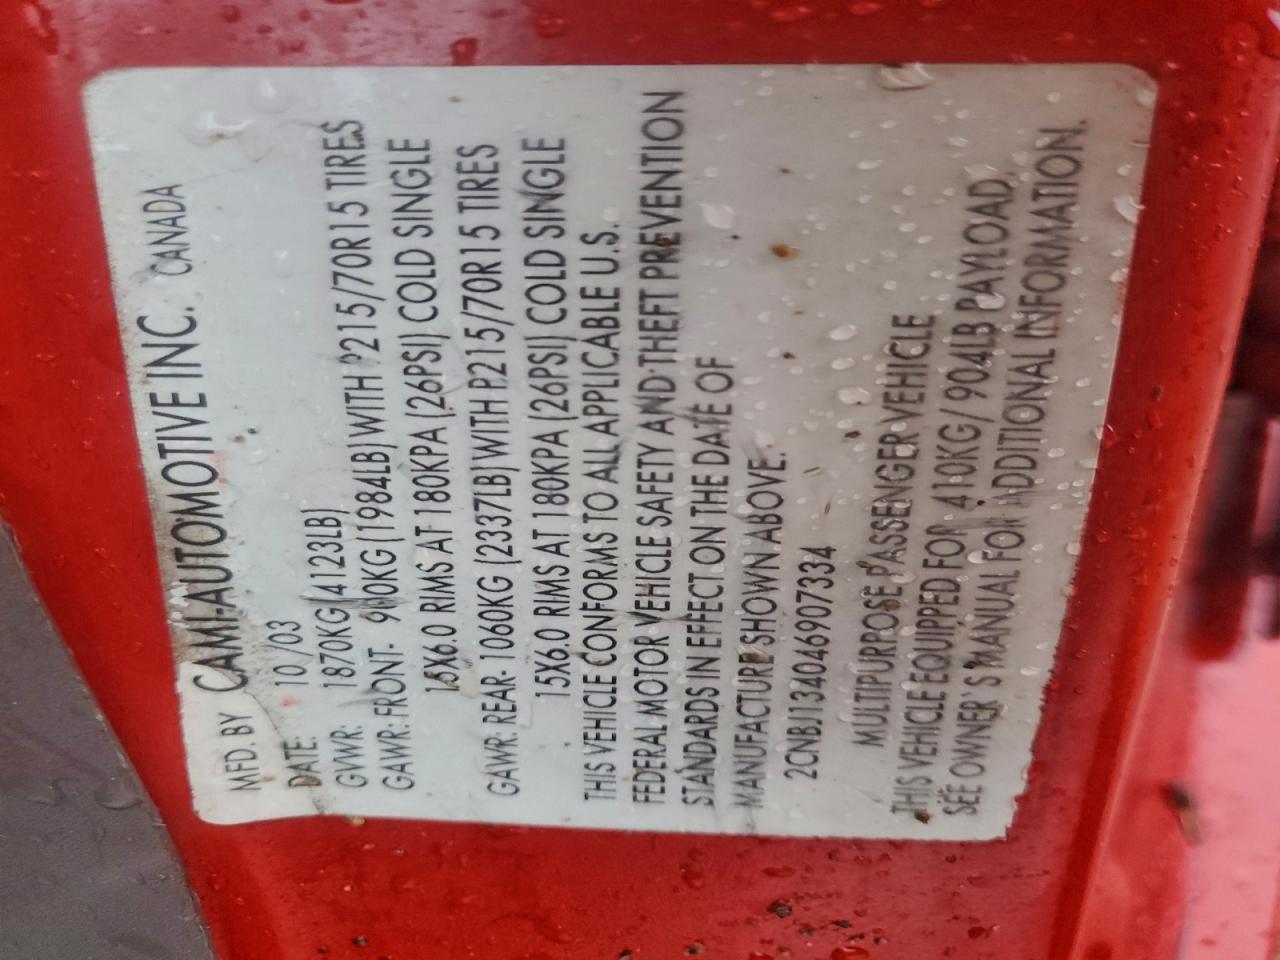 MFD. BY CAMI AUTOMOTIVE INC. CANADA
DATE: 10 /03
GVWR: 1870KG(4123LB)
GAWR: FRONT- 900KG(1984LB)WITH P215/70R15 TIRES
15X6.0 RIMS AT 180KPA(26PSI) COLD SINGLE
GAWR: REAR- 1060KG(2337LB)WITH P215/70R15 TIRES
15X6.0 RIMS AT 180KPA(26PSI) COLD SINGLE
THIS VEHICLE CONFORMS TO ALL APPLICABLE U.S.
FEDERAL MOTOR VEHICLE SAFETY AND THEFT PREVENTION
STANDARDS IN EFFECT ON THE DATE OF
MANUFACTURE SHOWN ABOVE.
2CNBJ134046907334
MULTIPURPOSE PASSENGER VEHICLE
THIS VEHICLE EQUIPPED FOR 410KG/ 904LB PAYLOAD.
SEE OWNER'S MANUAL FOR ADDITIONAL INFORMATION.